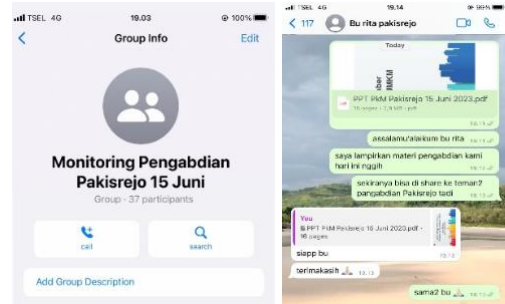 TSEL 4G 19.03 100%
Group Info Edit
Monitoring Pengabdian
Pakisrejo 15 Juni
Group · 37 participants
call search
Add Group Description
TSEL 4G 19.14
117 Bu rita pakisrejo
Today
PPT PkM Pakisrejo 15 Juni 2023.pdf
assalamu'alaikum bu rita
saya lampirkan materi pengabdian kami
hari ini nggih
sekiranya bisa di share ke teman2
pangabdian Pakisrejo tadi
You
PPT PkM Pakisrejo 15 Juni 2023.pdf •
16 pages
siapp bu
terimakasih 🙏
sama2 bu 🙏